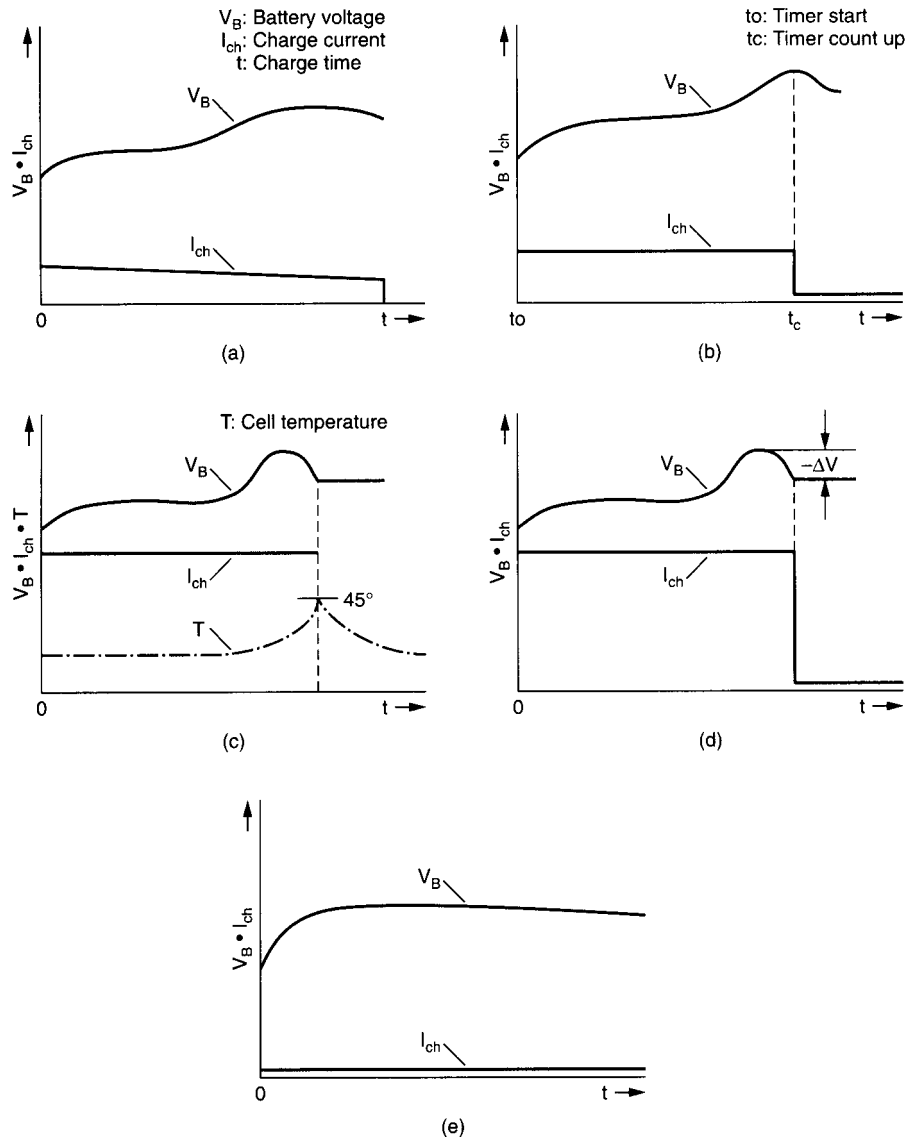 V_B: Battery voltage
I_ch: Charge current
t: Charge time
V_B
I_ch
V_B • I_ch
0
t
(a)
to: Timer start
tc: Timer count up
V_B
I_ch
V_B • I_ch
to
t_c
t
(b)
T: Cell temperature
V_B
I_ch
45°
T
V_B • I_ch • T
0
t
(c)
V_B
−ΔV
I_ch
V_B • I_ch
0
t
(d)
V_B
I_ch
V_B • I_ch
0
t
(e)